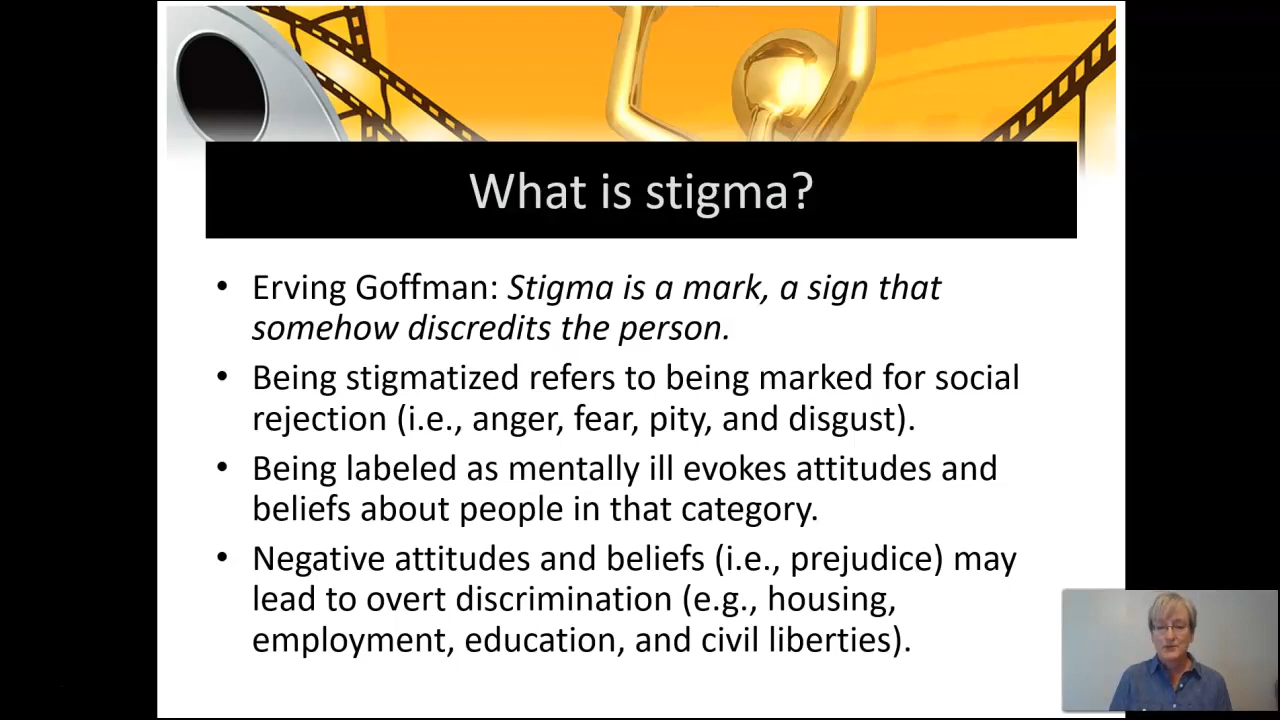 What is stigma?
• Erving Goffman: Stigma is a mark, a sign that
somehow discredits the person.
• Being stigmatized refers to being marked for social
rejection (i.e., anger, fear, pity, and disgust).
• Being labeled as mentally ill evokes attitudes and
beliefs about people in that category.
• Negative attitudes and beliefs (i.e., prejudice) may
lead to overt discrimination (e.g., housing,
employment, education, and civil liberties).